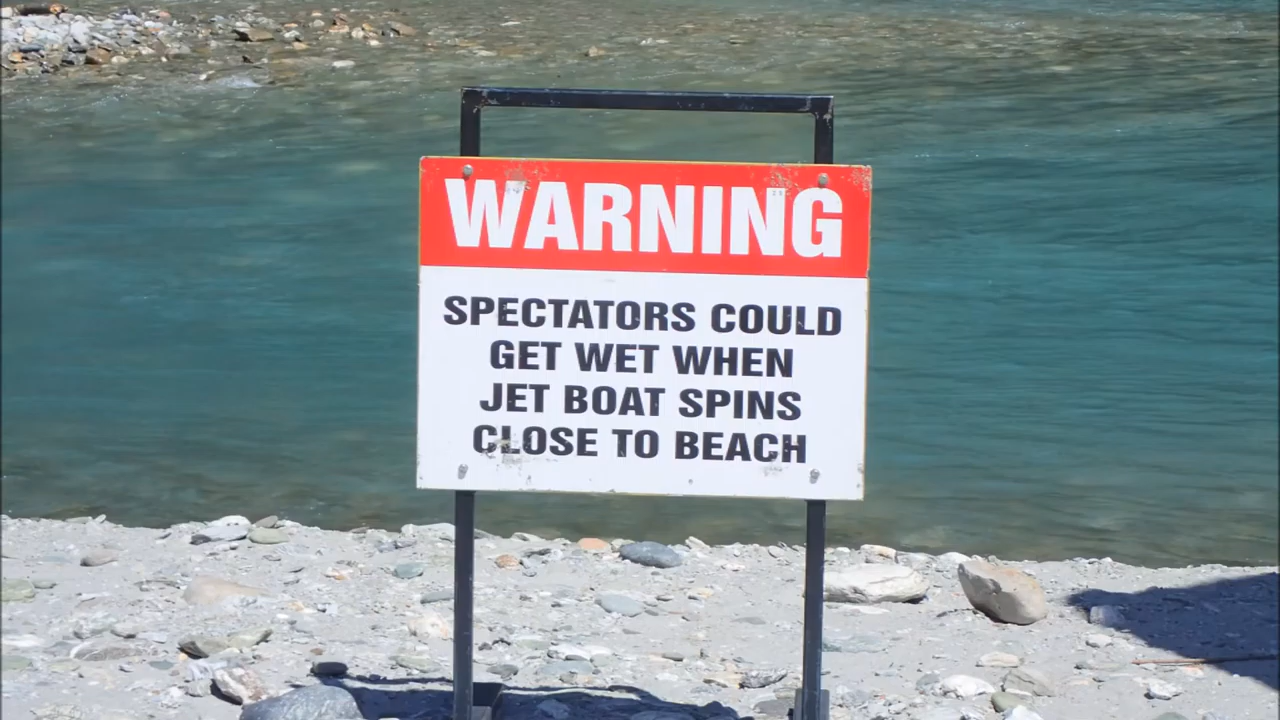 WARNING
SPECTATORS COULD
GET WET WHEN
JET BOAT SPINS
CLOSE TO BEACH